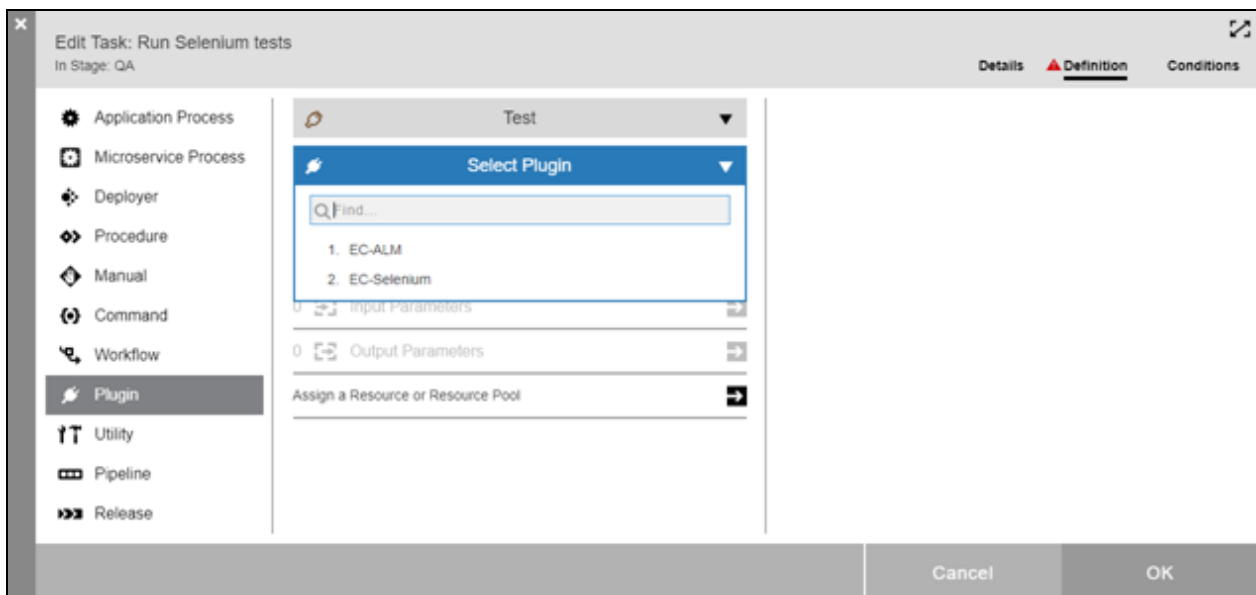 Edit Task: Run Selenium tests
In Stage: QA
Details
Definition
Conditions
Application Process
Microservice Process
Deployer
Procedure
Manual
Command
Workflow
Plugin
Utility
Pipeline
Release
Test
Select Plugin
Find...
1. EC-ALM
2. EC-Selenium
0 Input Parameters
0 Output Parameters
Assign a Resource or Resource Pool
Cancel
OK